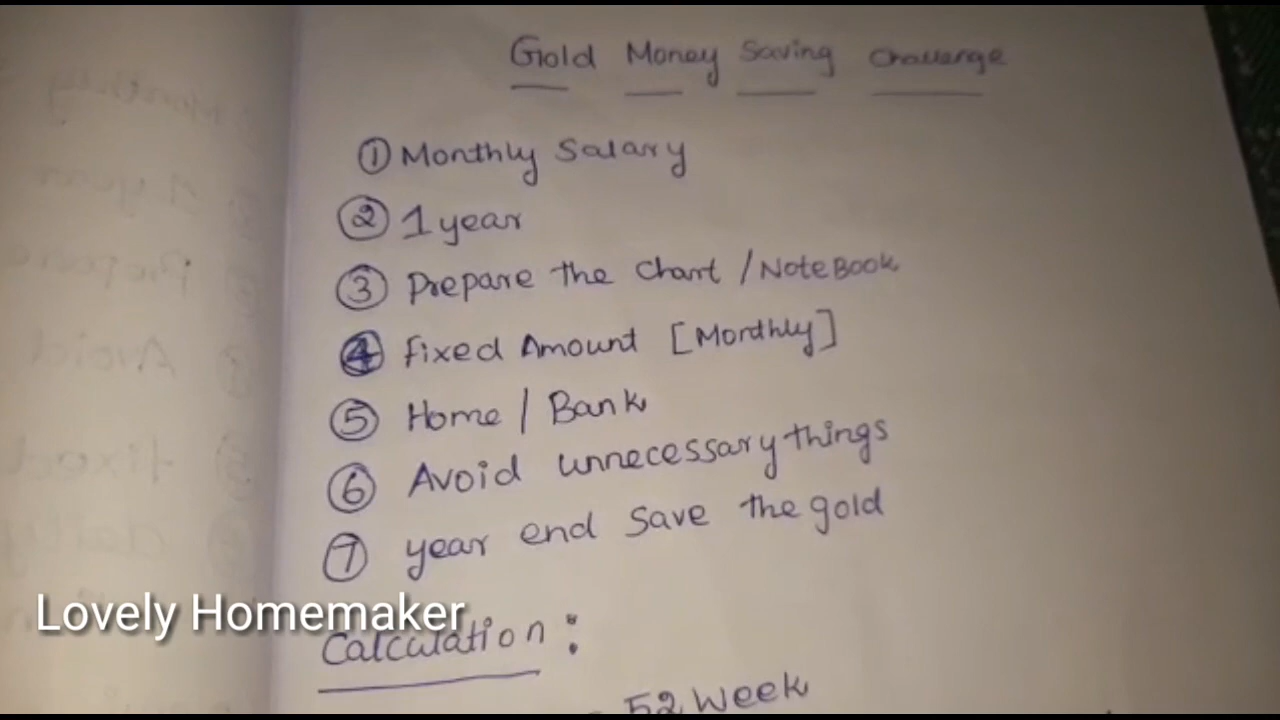 Gold Money Saving Challenge
① Monthly Salary
② 1 year
③ Prepare the Chart / NoteBook
④ Fixed Amount [Monthly]
⑤ Home / Bank
⑥ Avoid unnecessary things
⑦ year end Save the gold
Lovely Homemaker
Calculation :
52 Week